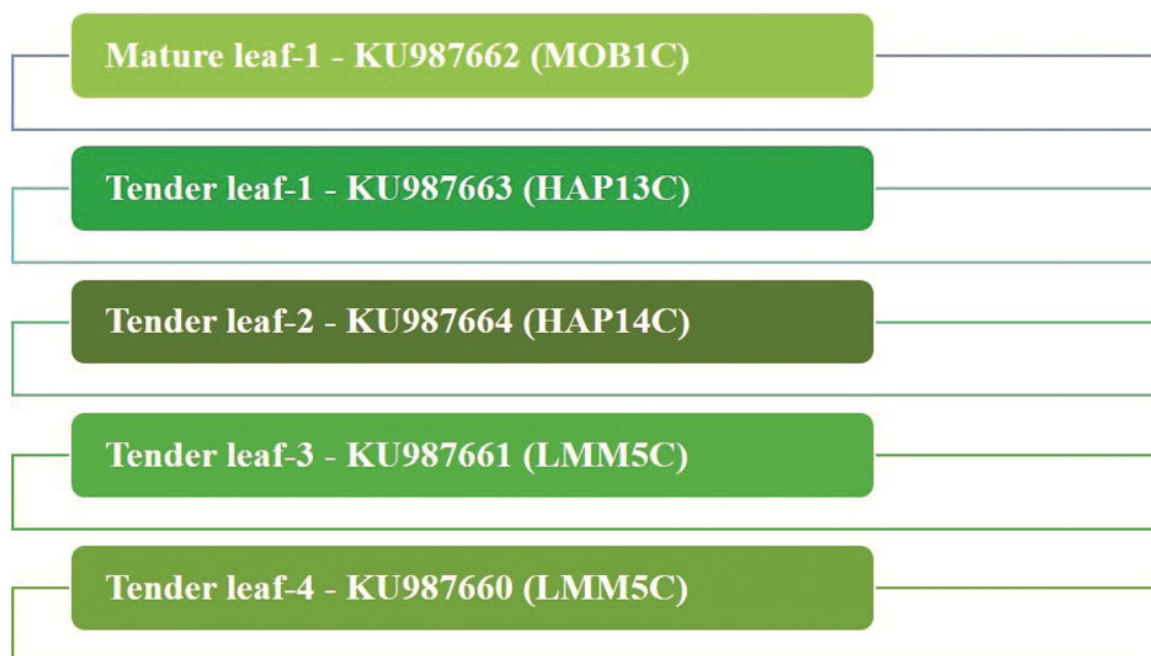 Mature leaf-1 - KU987662 (MOB1C)
Tender leaf-1 - KU987663 (HAP13C)
Tender leaf-2 - KU987664 (HAP14C)
Tender leaf-3 - KU987661 (LMM5C)
Tender leaf-4 - KU987660 (LMM5C)